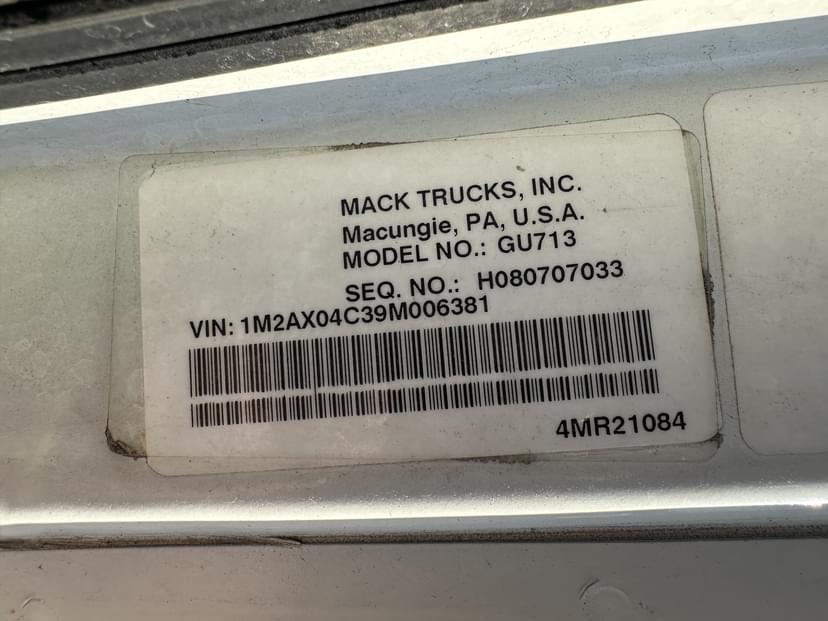 MACK TRUCKS, INC.
Macungie, PA, U.S.A.
MODEL NO.: GU713
SEQ. NO.: H080707033
VIN: 1M2AX04C39M006381
4MR21084